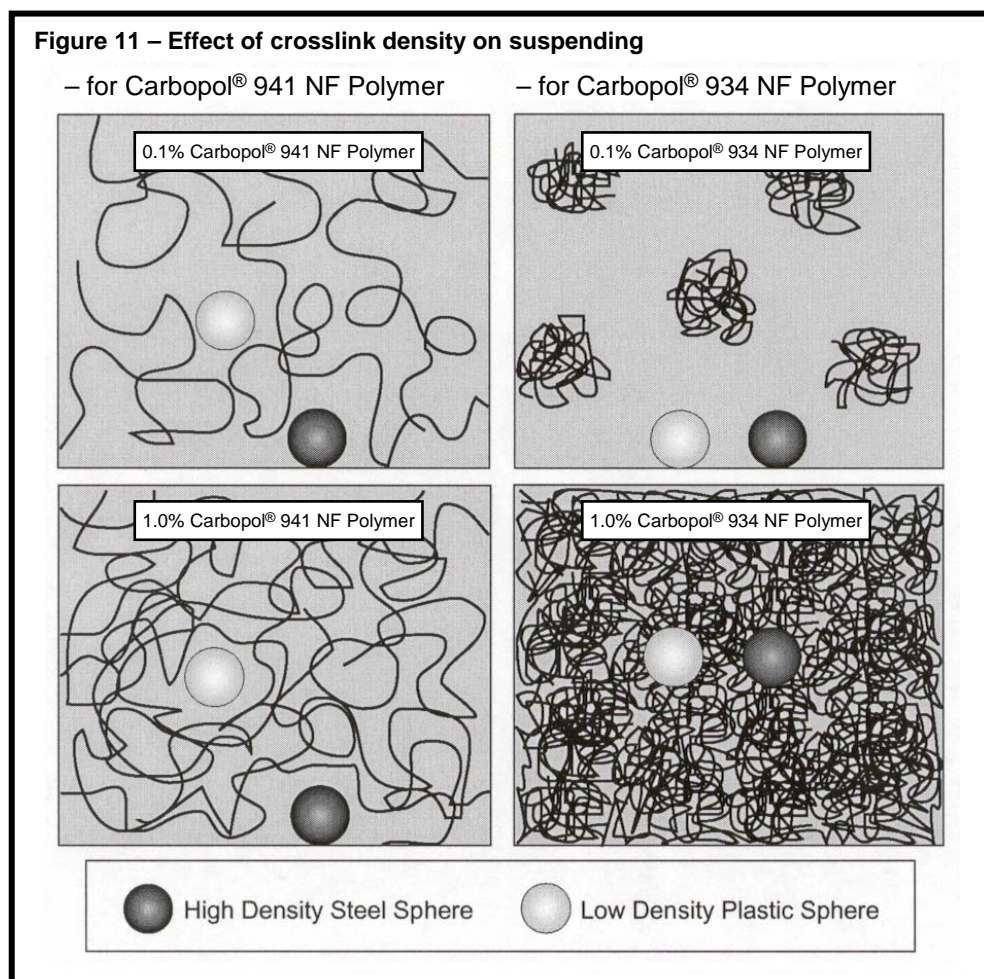 Figure 11 – Effect of crosslink density on suspending
– for Carbopol® 941 NF Polymer
– for Carbopol® 934 NF Polymer
0.1% Carbopol® 941 NF Polymer
0.1% Carbopol® 934 NF Polymer
1.0% Carbopol® 941 NF Polymer
1.0% Carbopol® 934 NF Polymer
High Density Steel Sphere
Low Density Plastic Sphere